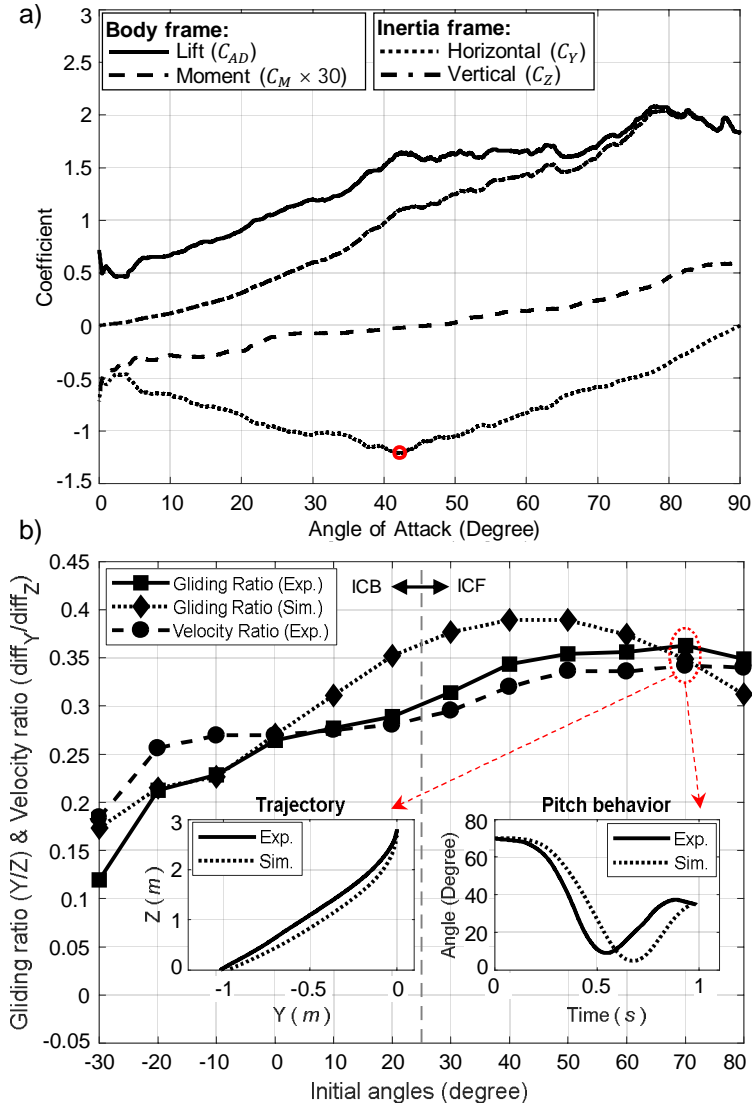 a)
Body frame:
Lift (C_AD)
Moment (C_M × 30)
Inertia frame:
Horizontal (C_Y)
Vertical (C_Z)
Coefficient
3
2.5
2
1.5
1
0.5
0
-0.5
-1
-1.5
0 10 20 30 40 50 60 70 80 90
Angle of Attack (Degree)
b)
Gliding ratio (Y/Z) & Velocity ratio (diff_Y/diff_Z)
0.45
0.4
0.35
0.3
0.25
0.2
0.15
0.1
0.05
0
-0.05
Gliding Ratio (Exp.)
Gliding Ratio (Sim.)
Velocity Ratio (Exp.)
ICB ICF
Trajectory
Exp.
Sim.
Z (m)
3
2
1
0
-1 -0.5 0
Y (m)
Pitch behavior
Exp.
Sim.
Angle (Degree)
80
60
40
20
0
0 0.5 1
Time (s)
-30 -20 -10 0 10 20 30 40 50 60 70 80
Initial angles (degree)